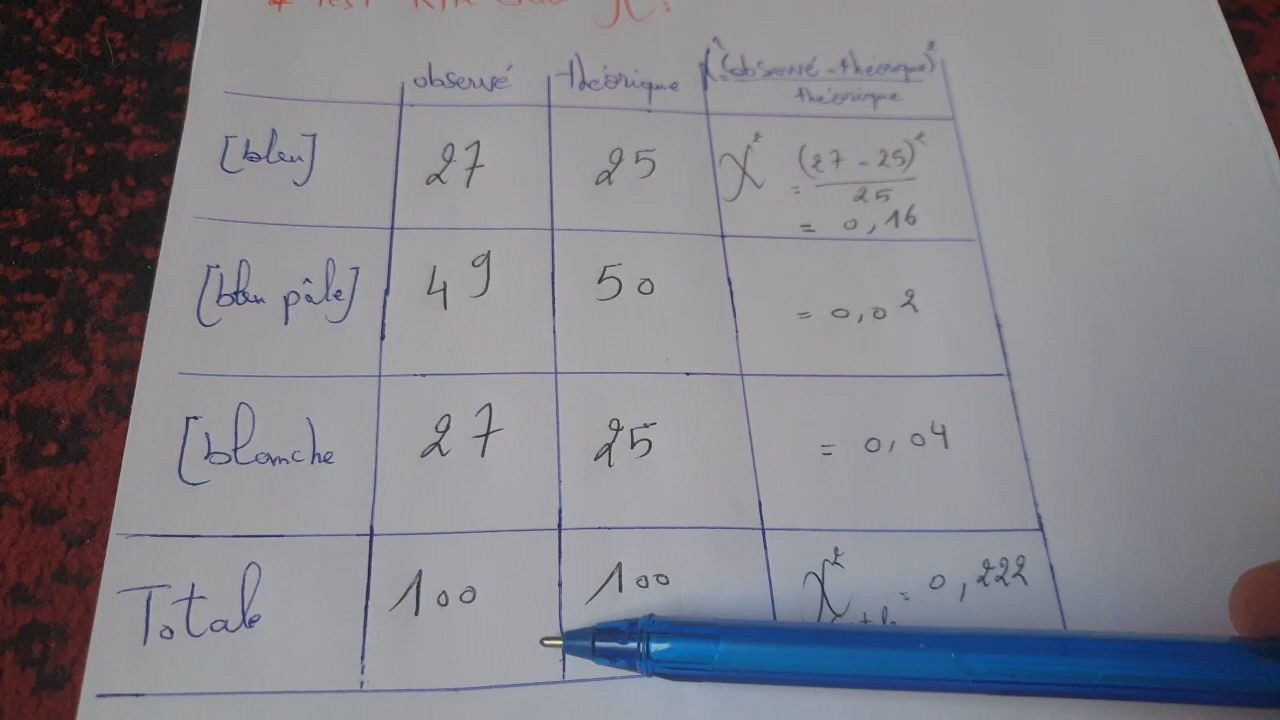 * Test
observé théorique χ² (observé - théorique)²
théorique
[bleu] 27 25 χ² = (27 - 25)²
25
= 0,16
[bleu pâle] 49 50 = 0,02
[blanche 27 25 = 0,04
Totale 100 100 χ² = 0,222